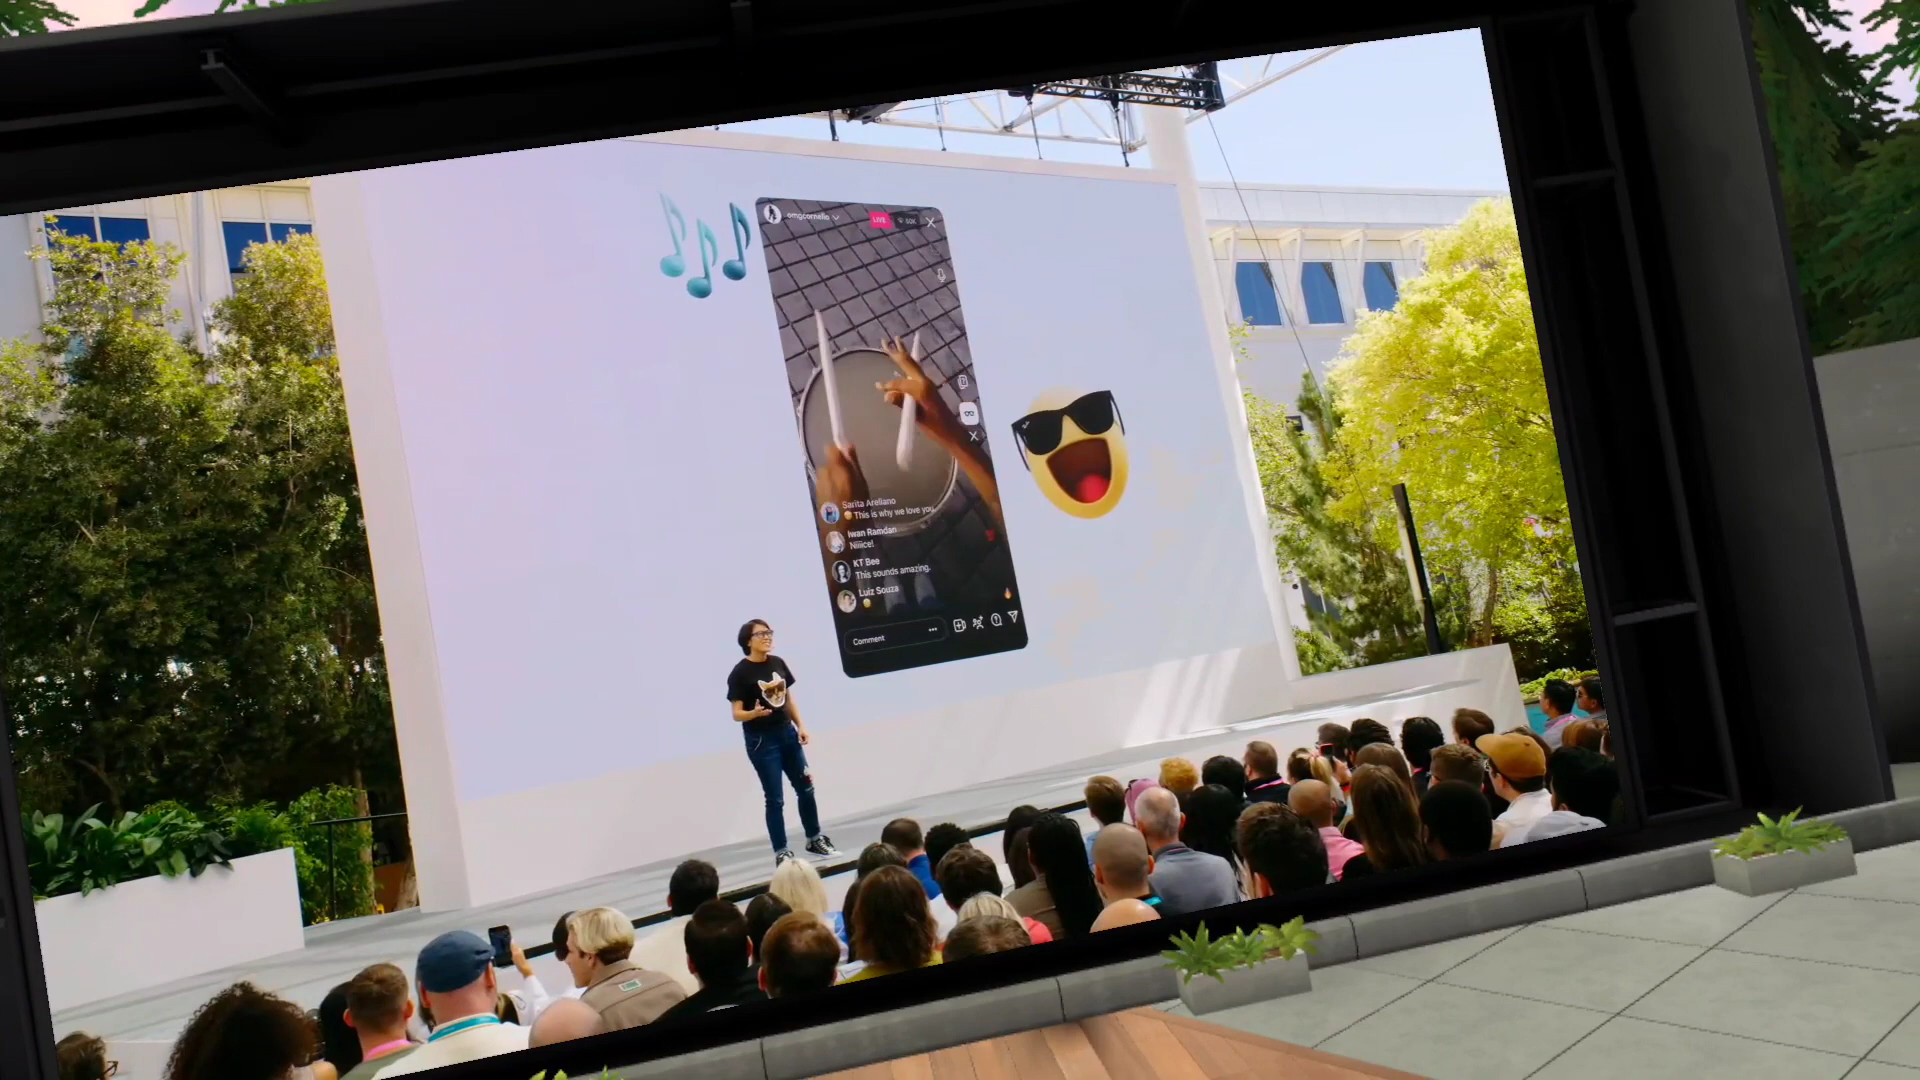 omgcornelio
LIVE
60K
Sarita Arellano
This is why we love you
Iwan Ramdan
Niiiice!
KT Bee
This sounds amazing.
Luiz Souza
Comment